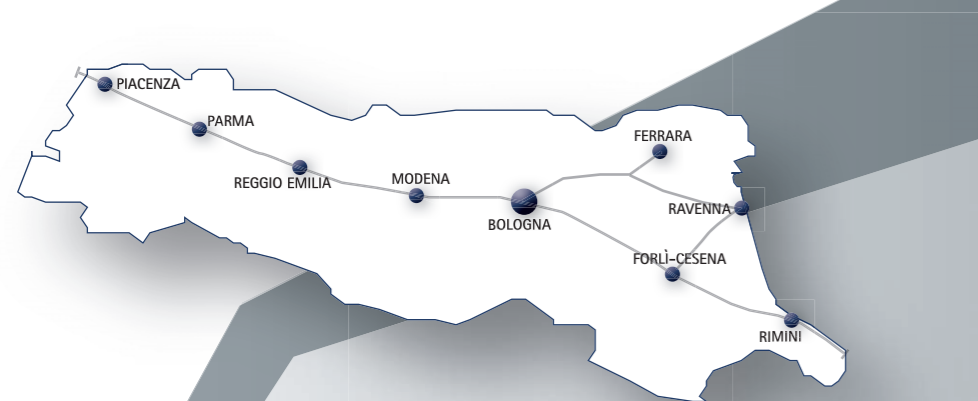 PIACENZA
PARMA
FERRARA
REGGIO EMILIA
MODENA
RAVENNA
BOLOGNA
FORLÌ-CESENA
RIMINI